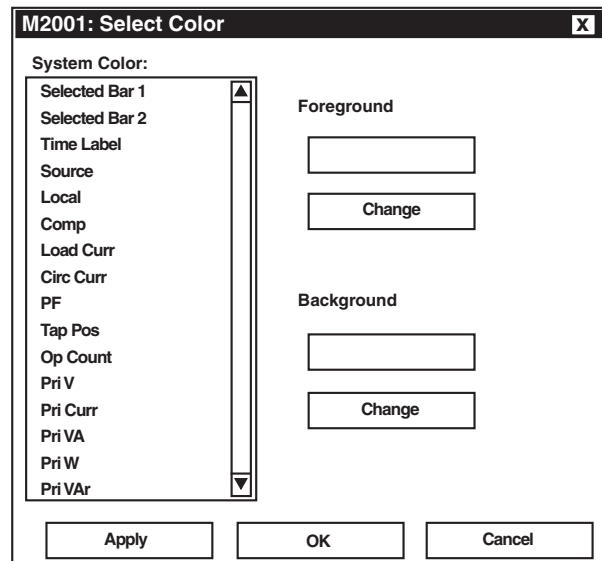 M2001: Select Color X
System Color:
Selected Bar 1
Selected Bar 2
Time Label
Source
Local
Comp
Load Curr
Circ Curr
PF
Tap Pos
Op Count
Pri V
Pri Curr
Pri VA
Pri W
Pri VAr
Foreground
Change
Background
Change
Apply OK Cancel